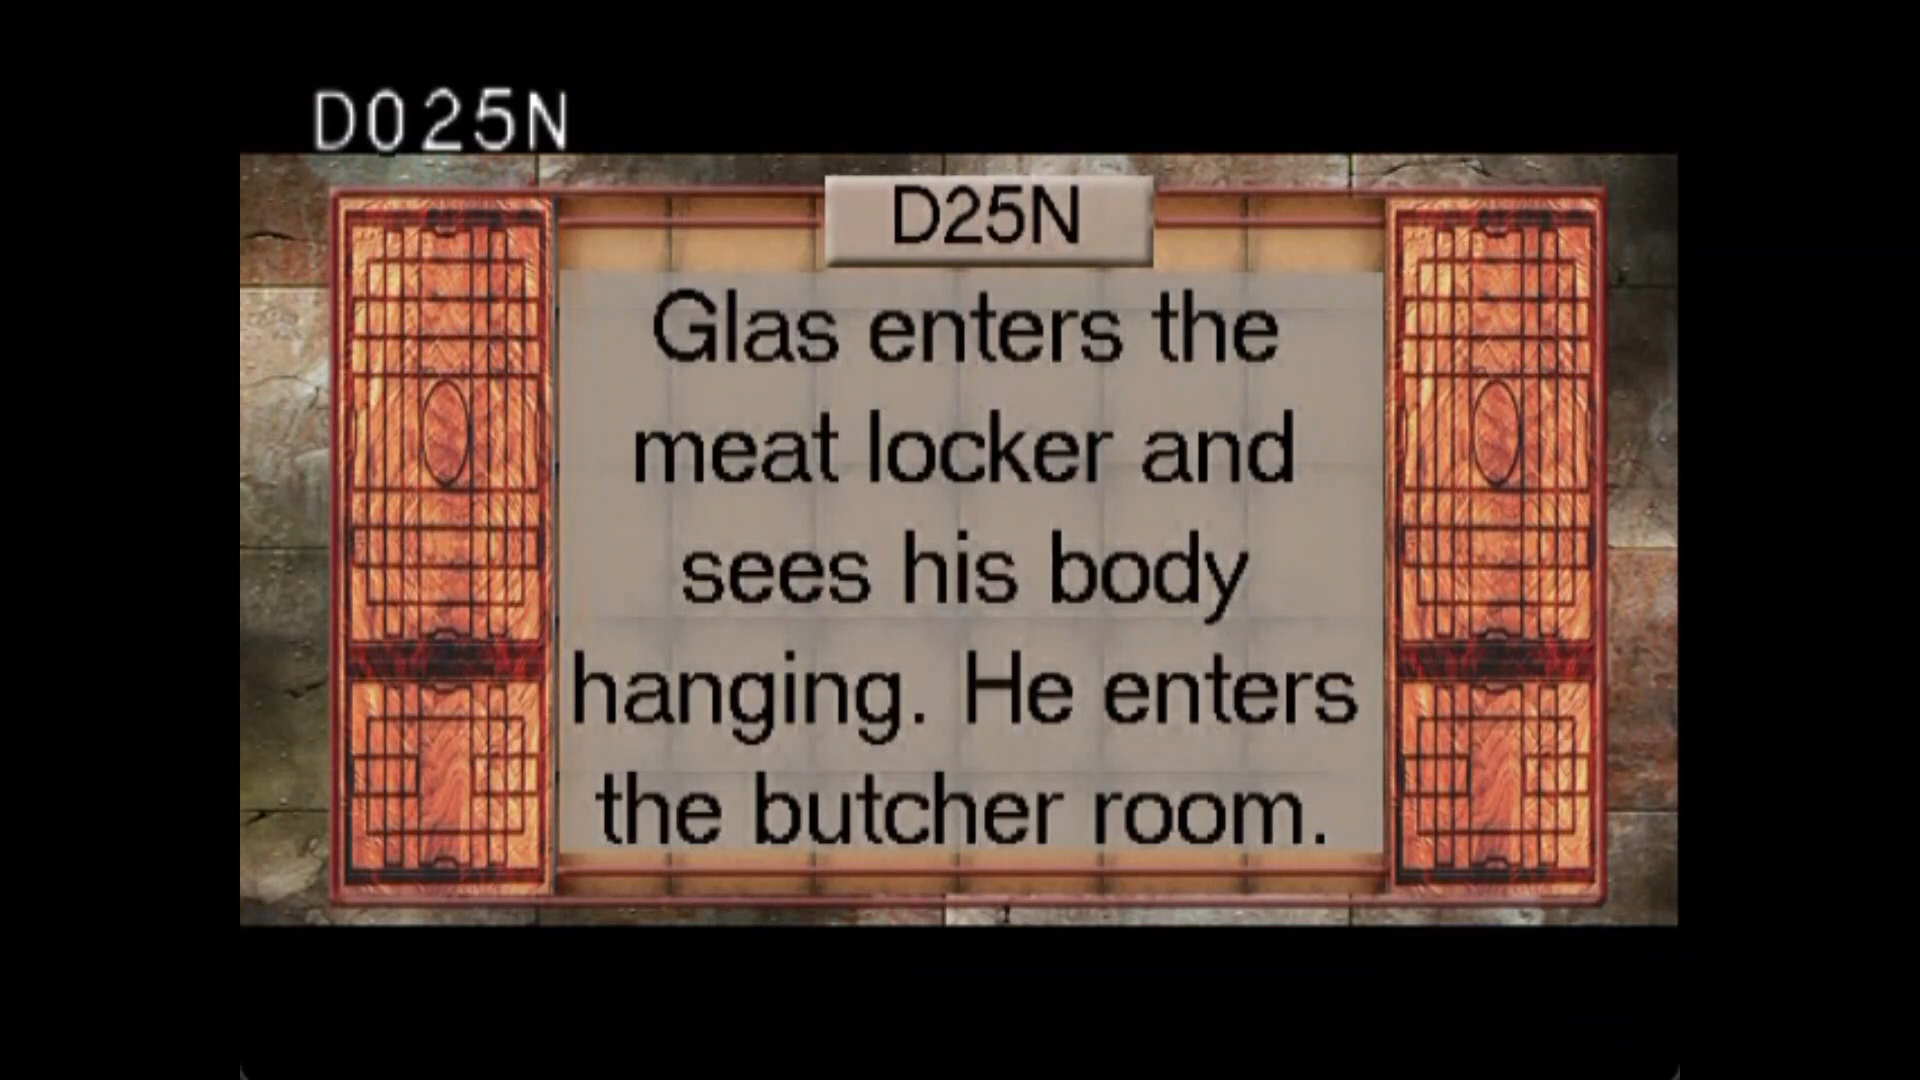 D025N
D25N
Glas enters the
meat locker and
sees his body
hanging. He enters
the butcher room.